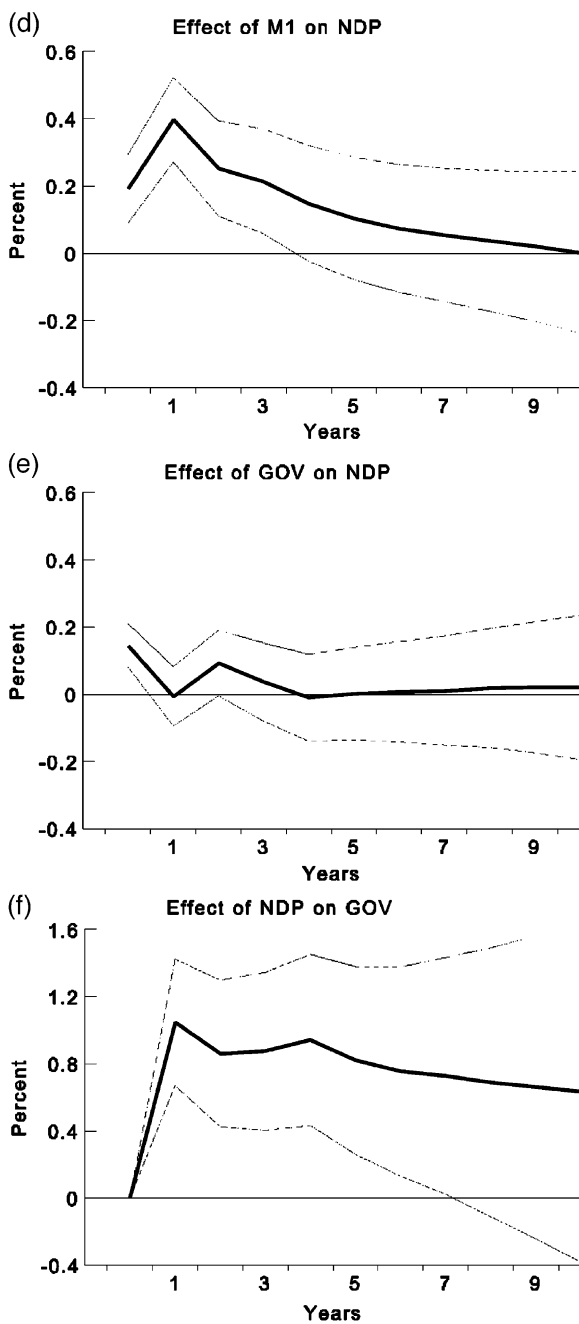 (d)
Effect of M1 on NDP
0.6
0.4
0.2
0
-0.2
-0.4
Percent
1 3 5 7 9
Years
(e)
Effect of GOV on NDP
0.6
0.4
0.2
0
-0.2
-0.4
Percent
1 3 5 7 9
Years
(f)
Effect of NDP on GOV
1.6
1.2
0.8
0.4
0
-0.4
Percent
1 3 5 7 9
Years